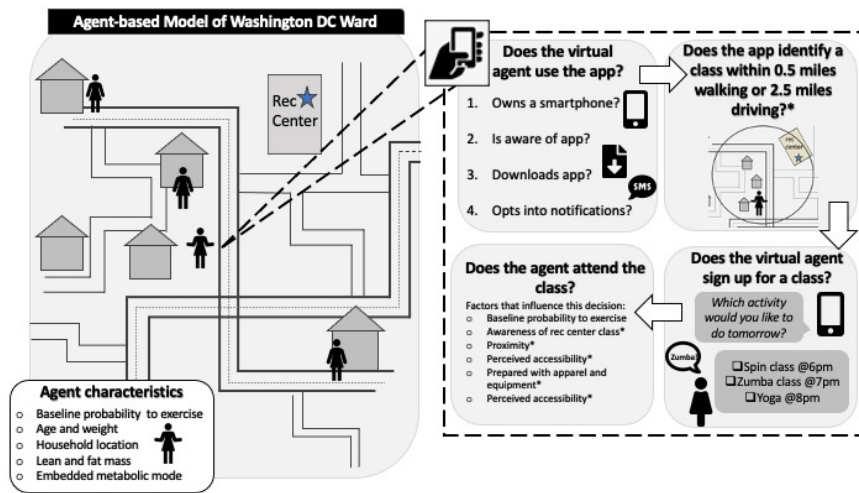 Agent-based Model of Washington DC Ward
Rec
Center
Agent characteristics
o Baseline probability to exercise
o Age and weight
o Household location
o Lean and fat mass
o Embedded metabolic mode
Does the virtual
agent use the app?
1. Owns a smartphone?
2. Is aware of app?
3. Downloads app?
SMS
4. Opts into notifications?
Does the app identify a
class within 0.5 miles
walking or 2.5 miles
driving?*
rec
center
Does the virtual agent
sign up for a class?
Which activity
would you like to
do tomorrow?
Zumba!
❑Spin class @6pm
❑Zumba class @7pm
❑Yoga @8pm
Does the agent attend the
class?
Factors that influence this decision:
o Baseline probability to exercise
o Awareness of rec center class*
o Proximity*
o Perceived accessibility*
o Prepared with apparel and
equipment*
o Perceived accessibility*